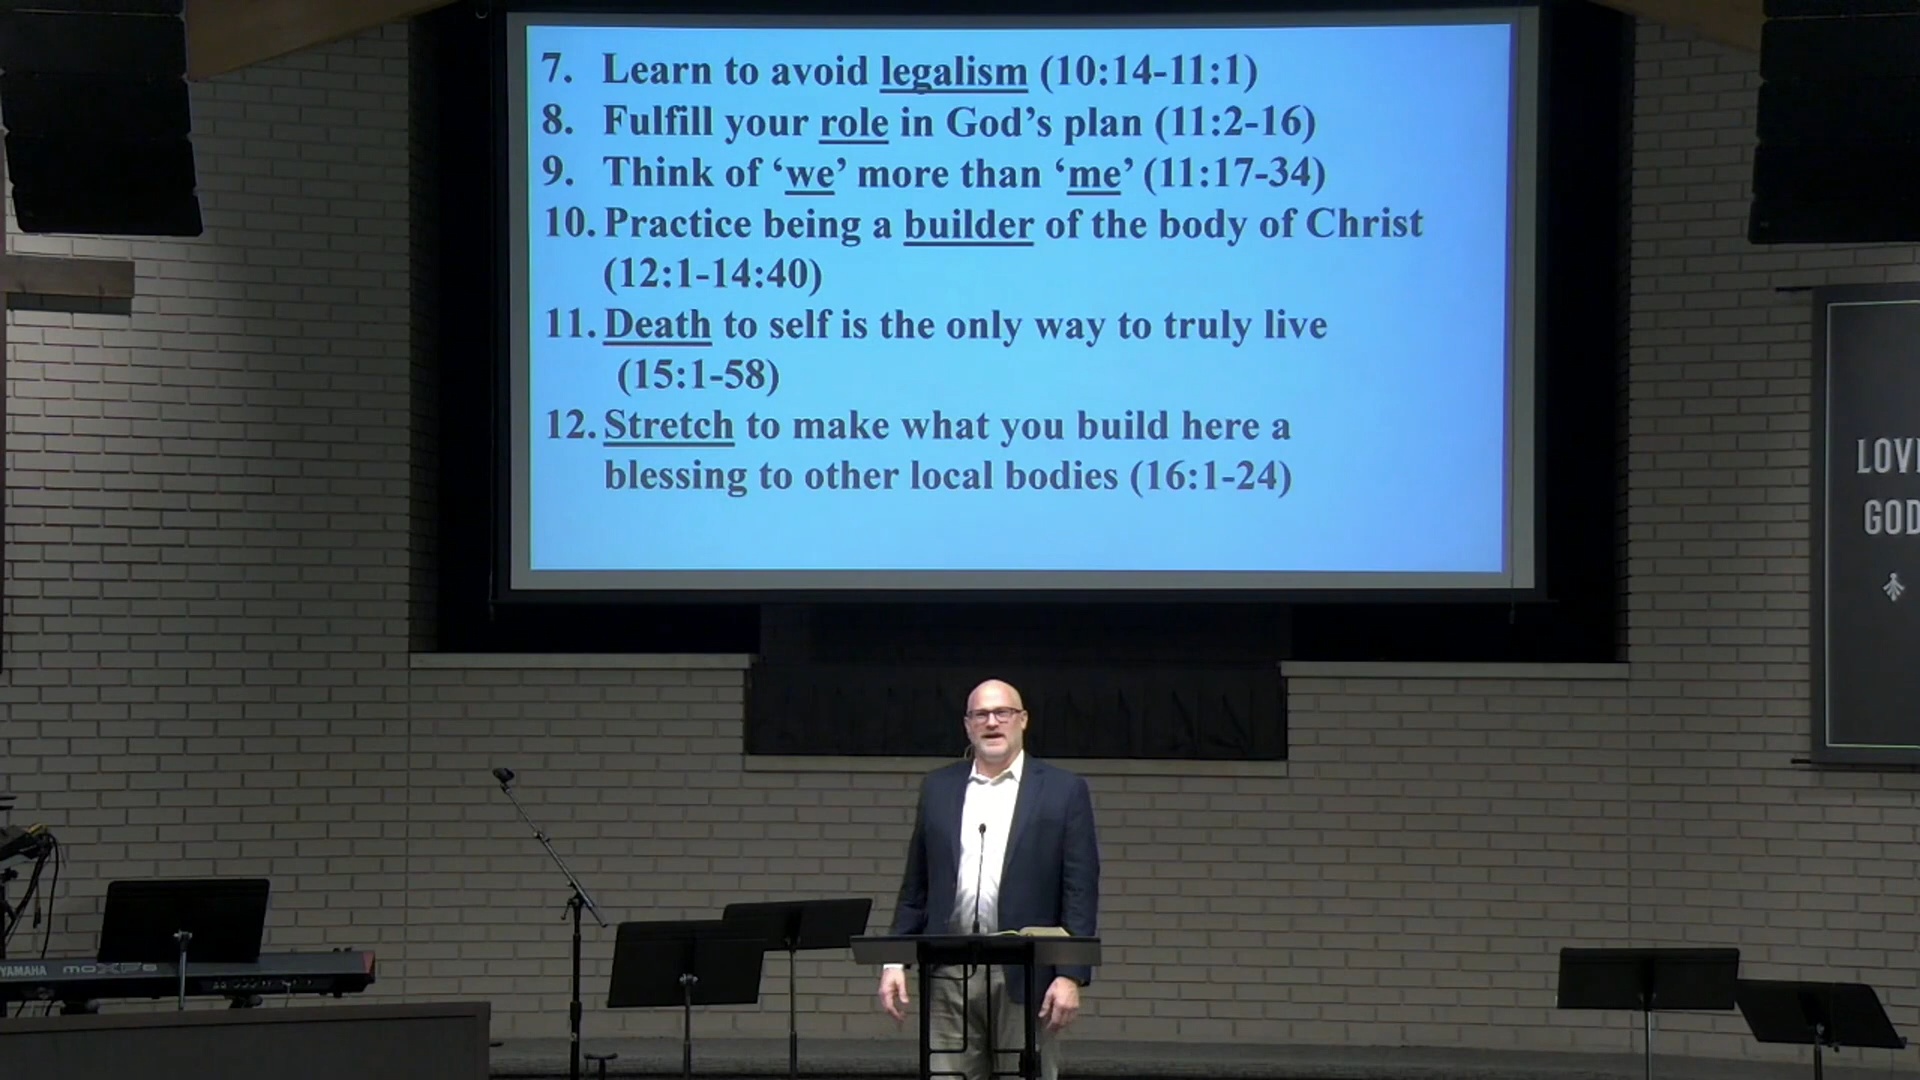 7. Learn to avoid legalism (10:14-11:1)
8. Fulfill your role in God's plan (11:2-16)
9. Think of ‘we’ more than ‘me’ (11:17-34)
10. Practice being a builder of the body of Christ
(12:1-14:40)
11. Death to self is the only way to truly live
(15:1-58)
12. Stretch to make what you build here a
blessing to other local bodies (16:1-24)
LOVE
GOD
YAMAHA MOXF8